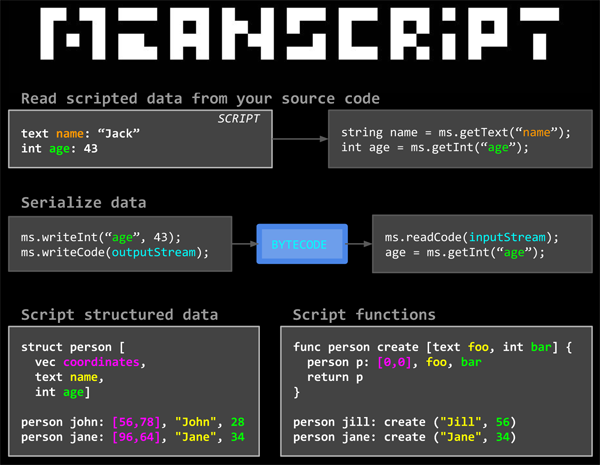 MEANSCRiPT
Read scripted data from your source code
SCRIPT
text name: “Jack”
int age: 43
string name = ms.getText(“name”);
int age = ms.getInt(“age”);
Serialize data
ms.writeInt(“age”, 43);
ms.writeCode(outputStream);
BYTECODE
ms.readCode(inputStream);
age = ms.getInt(“age”);
Script structured data
struct person [
vec coordinates,
text name,
int age]
person john: [56,78], "John", 28
person jane: [96,64], "Jane", 34
Script functions
func person create [text foo, int bar] {
person p: [0,0], foo, bar
return p
}
person jill: create ("Jill", 56)
person jane: create ("Jane", 34)